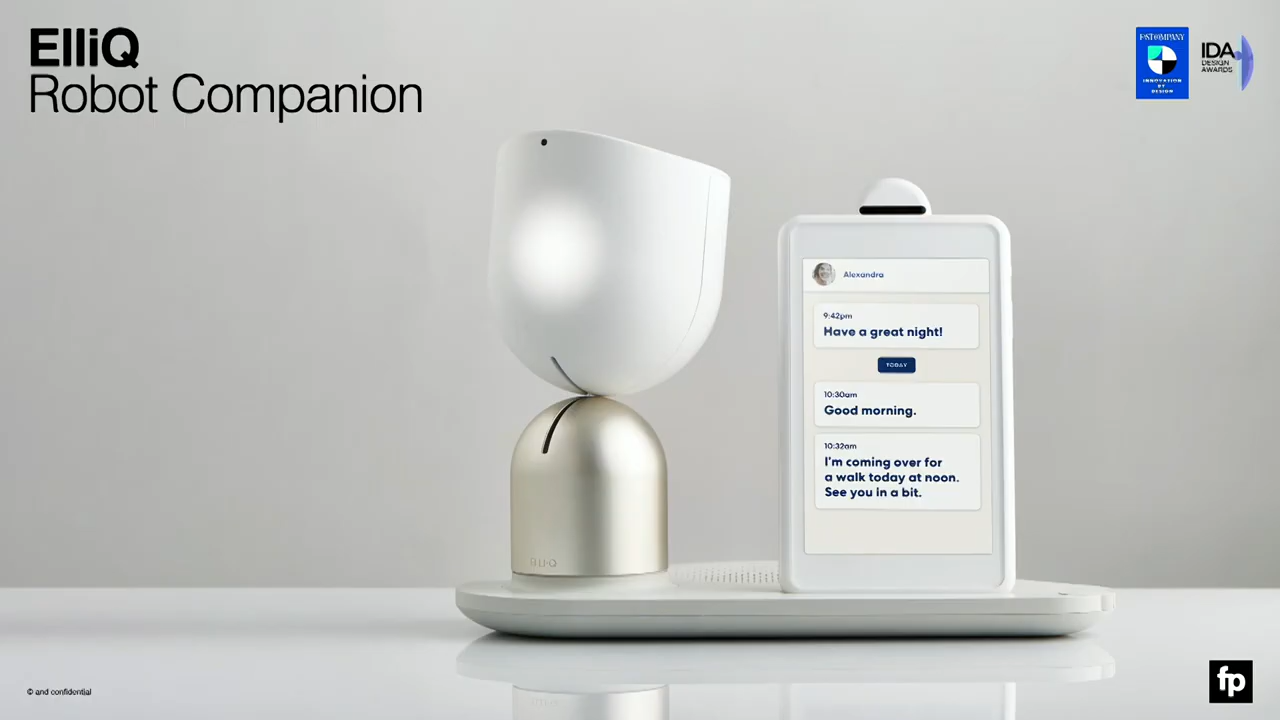 ElliQ
Robot Companion
FAST COMPANY
INNOVATION
BY
DESIGN
IDA
DESIGN
AWARDS
Alexandra
9:42pm
Have a great night!
TODAY
10:30am
Good morning.
10:32am
I'm coming over for
a walk today at noon.
See you in a bit.
ELLI·Q
© and confidential
fp